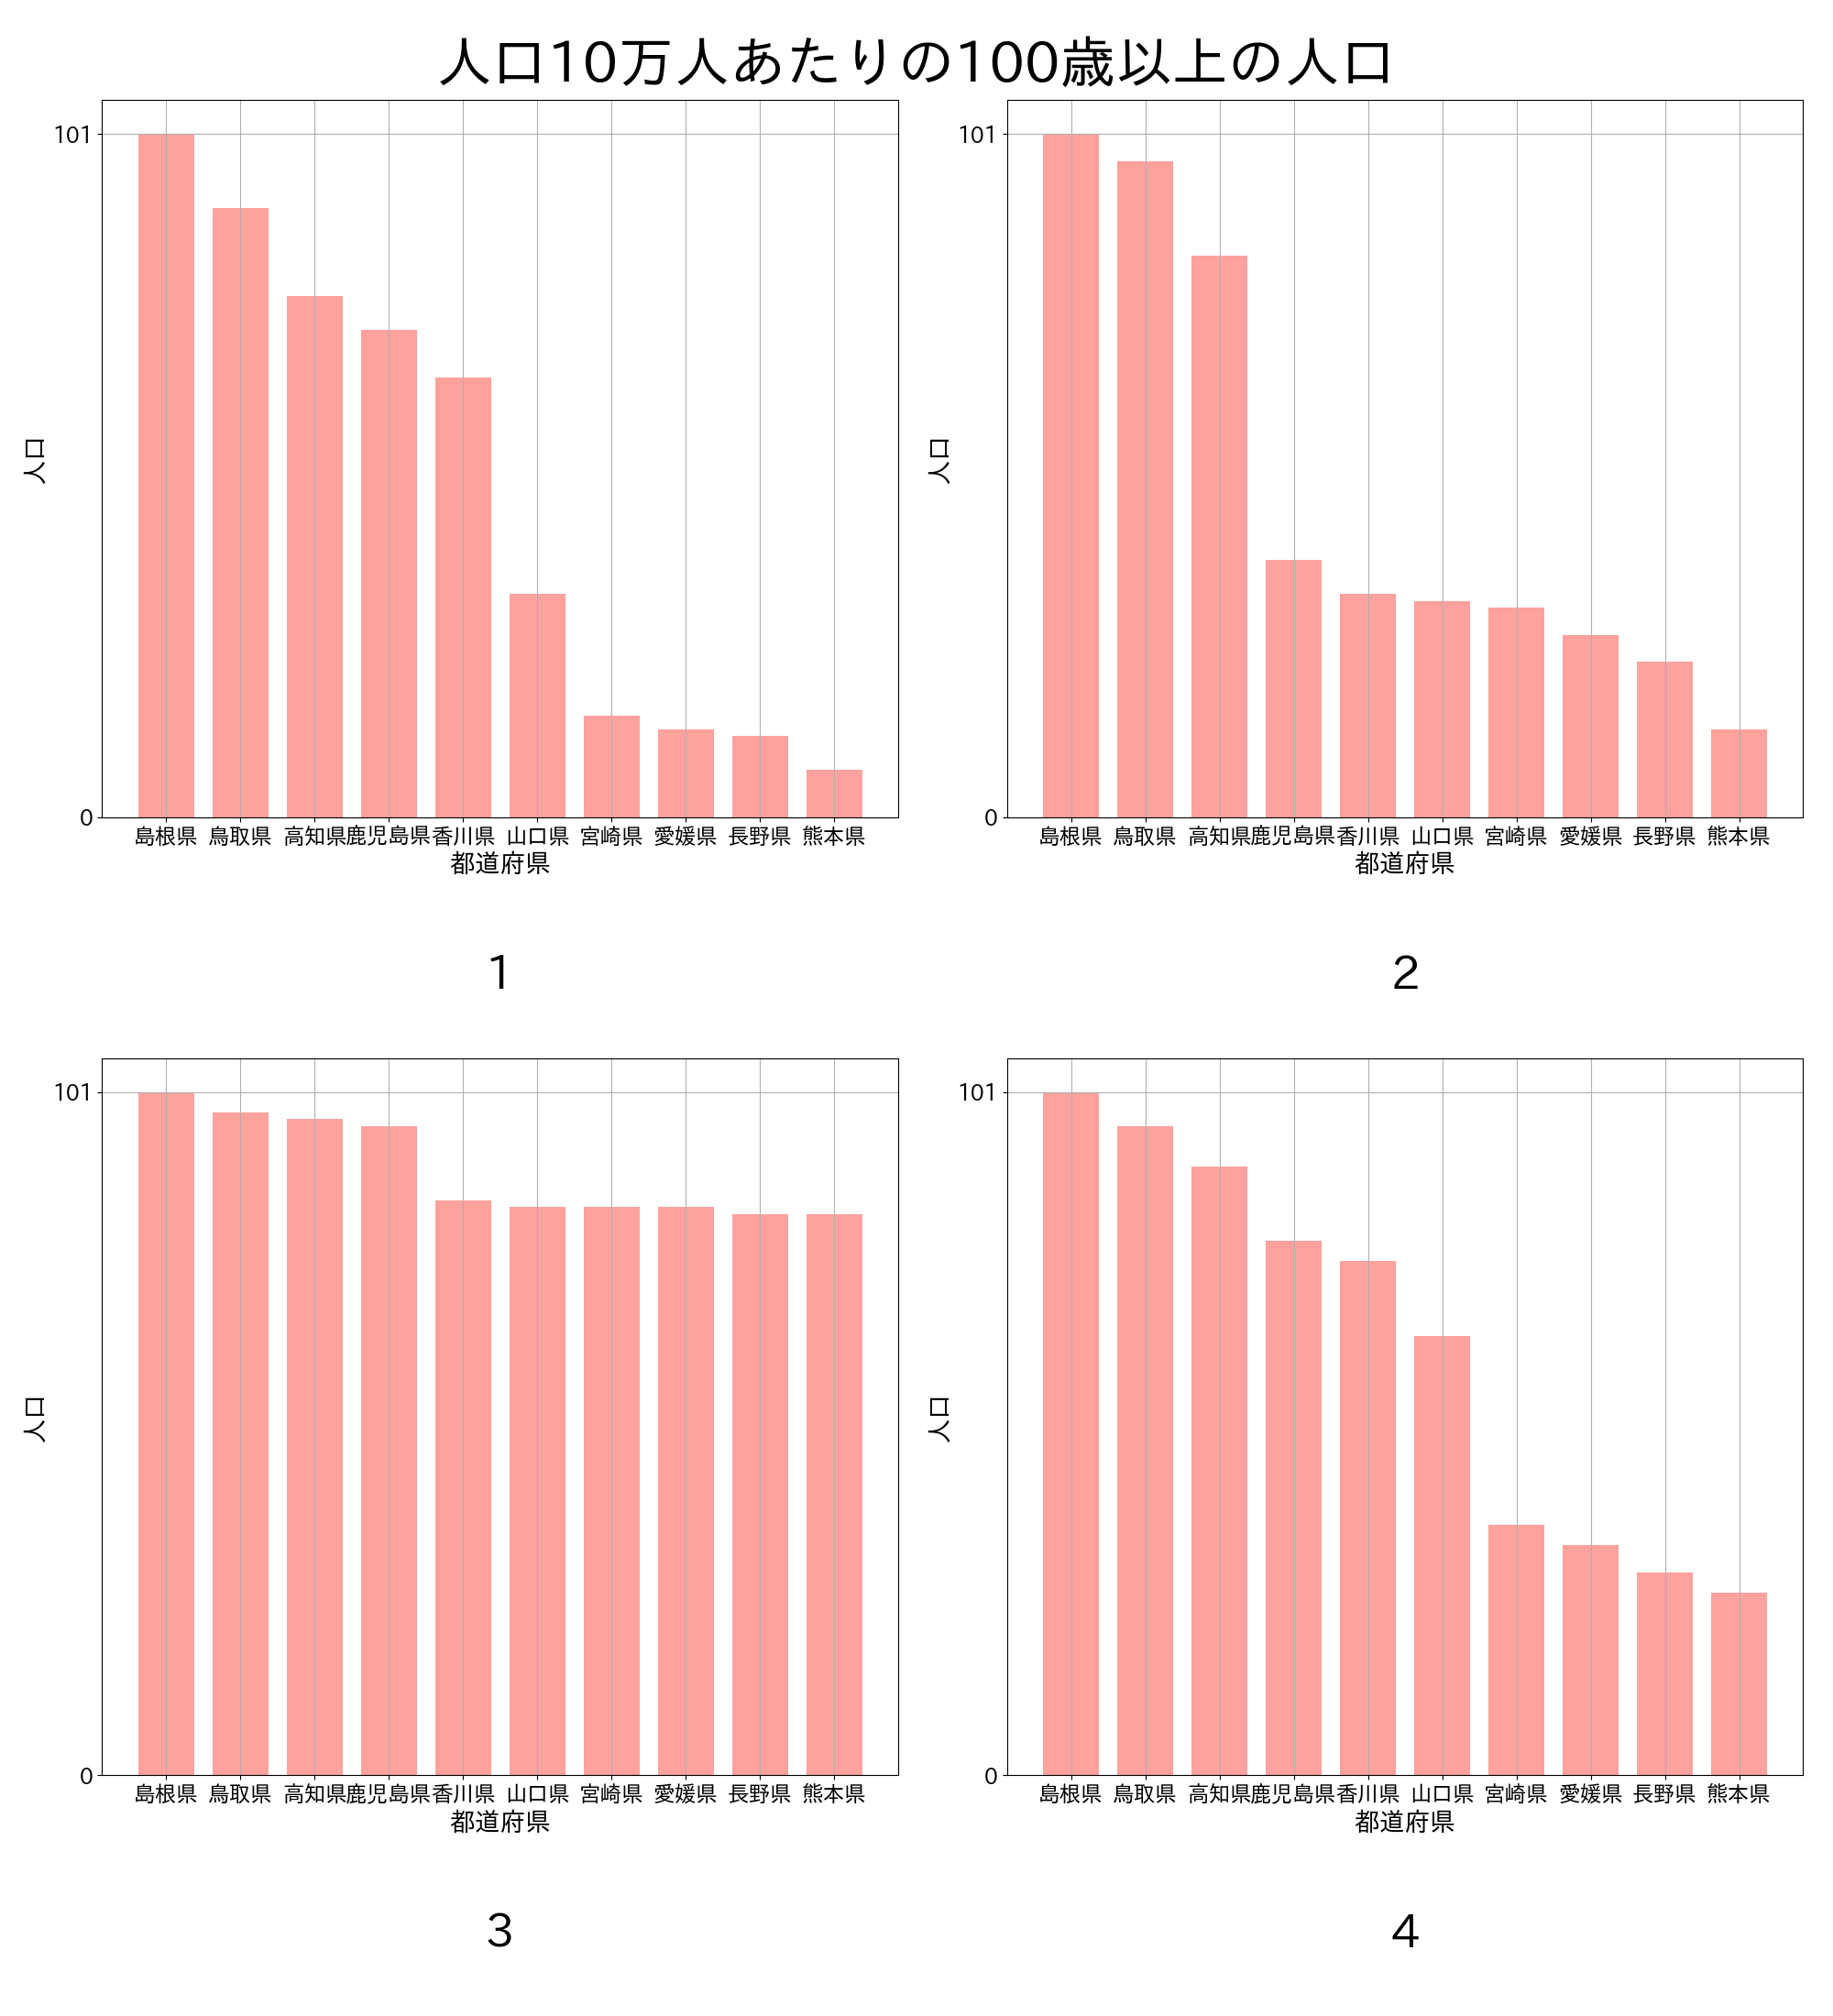 人口10万人あたりの100歳以上の人口
101
0
人口
島根県 鳥取県 高知県 鹿児島県 香川県 山口県 宮崎県 愛媛県 長野県 熊本県
都道府県
1
101
0
人口
島根県 鳥取県 高知県 鹿児島県 香川県 山口県 宮崎県 愛媛県 長野県 熊本県
都道府県
2
101
0
人口
島根県 鳥取県 高知県 鹿児島県 香川県 山口県 宮崎県 愛媛県 長野県 熊本県
都道府県
3
101
0
人口
島根県 鳥取県 高知県 鹿児島県 香川県 山口県 宮崎県 愛媛県 長野県 熊本県
都道府県
4